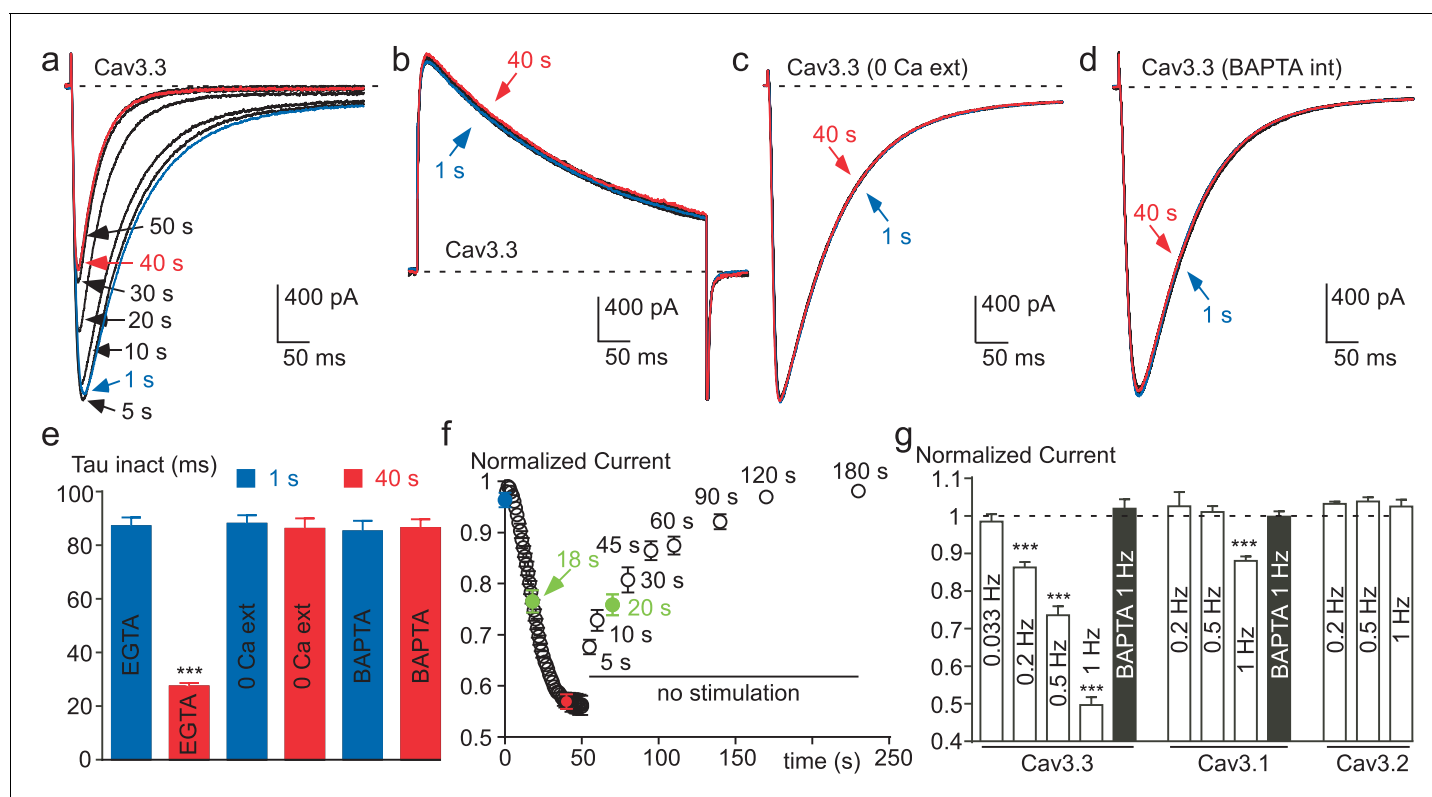 a
Cav3.3
50 s
40 s
30 s
20 s
10 s
1 s
5 s
400 pA
50 ms
b
40 s
1 s
Cav3.3
400 pA
50 ms
c
Cav3.3 (0 Ca ext)
40 s
1 s
400 pA
50 ms
d
Cav3.3 (BAPTA int)
40 s
1 s
400 pA
50 ms
e
Tau inact (ms)
1 s
40 s
100
80
60
40
20
0
EGTA
***
EGTA
0 Ca ext
0 Ca ext
BAPTA
BAPTA
f
Normalized Current
1
0.9
0.8
0.7
0.6
0.5
18 s
5 s
10 s
20 s
30 s
45 s
60 s
90 s
120 s
180 s
no stimulation
0
50
100
150
200
250
time (s)
g
Normalized Current
1.1
1
0.9
0.8
0.7
0.6
0.5
0.4
0.033 Hz
***
0.2 Hz
***
0.5 Hz
1 Hz
***
BAPTA 1 Hz
0.2 Hz
0.5 Hz
***
1 Hz
BAPTA 1 Hz
0.2 Hz
0.5 Hz
1 Hz
Cav3.3
Cav3.1
Cav3.2